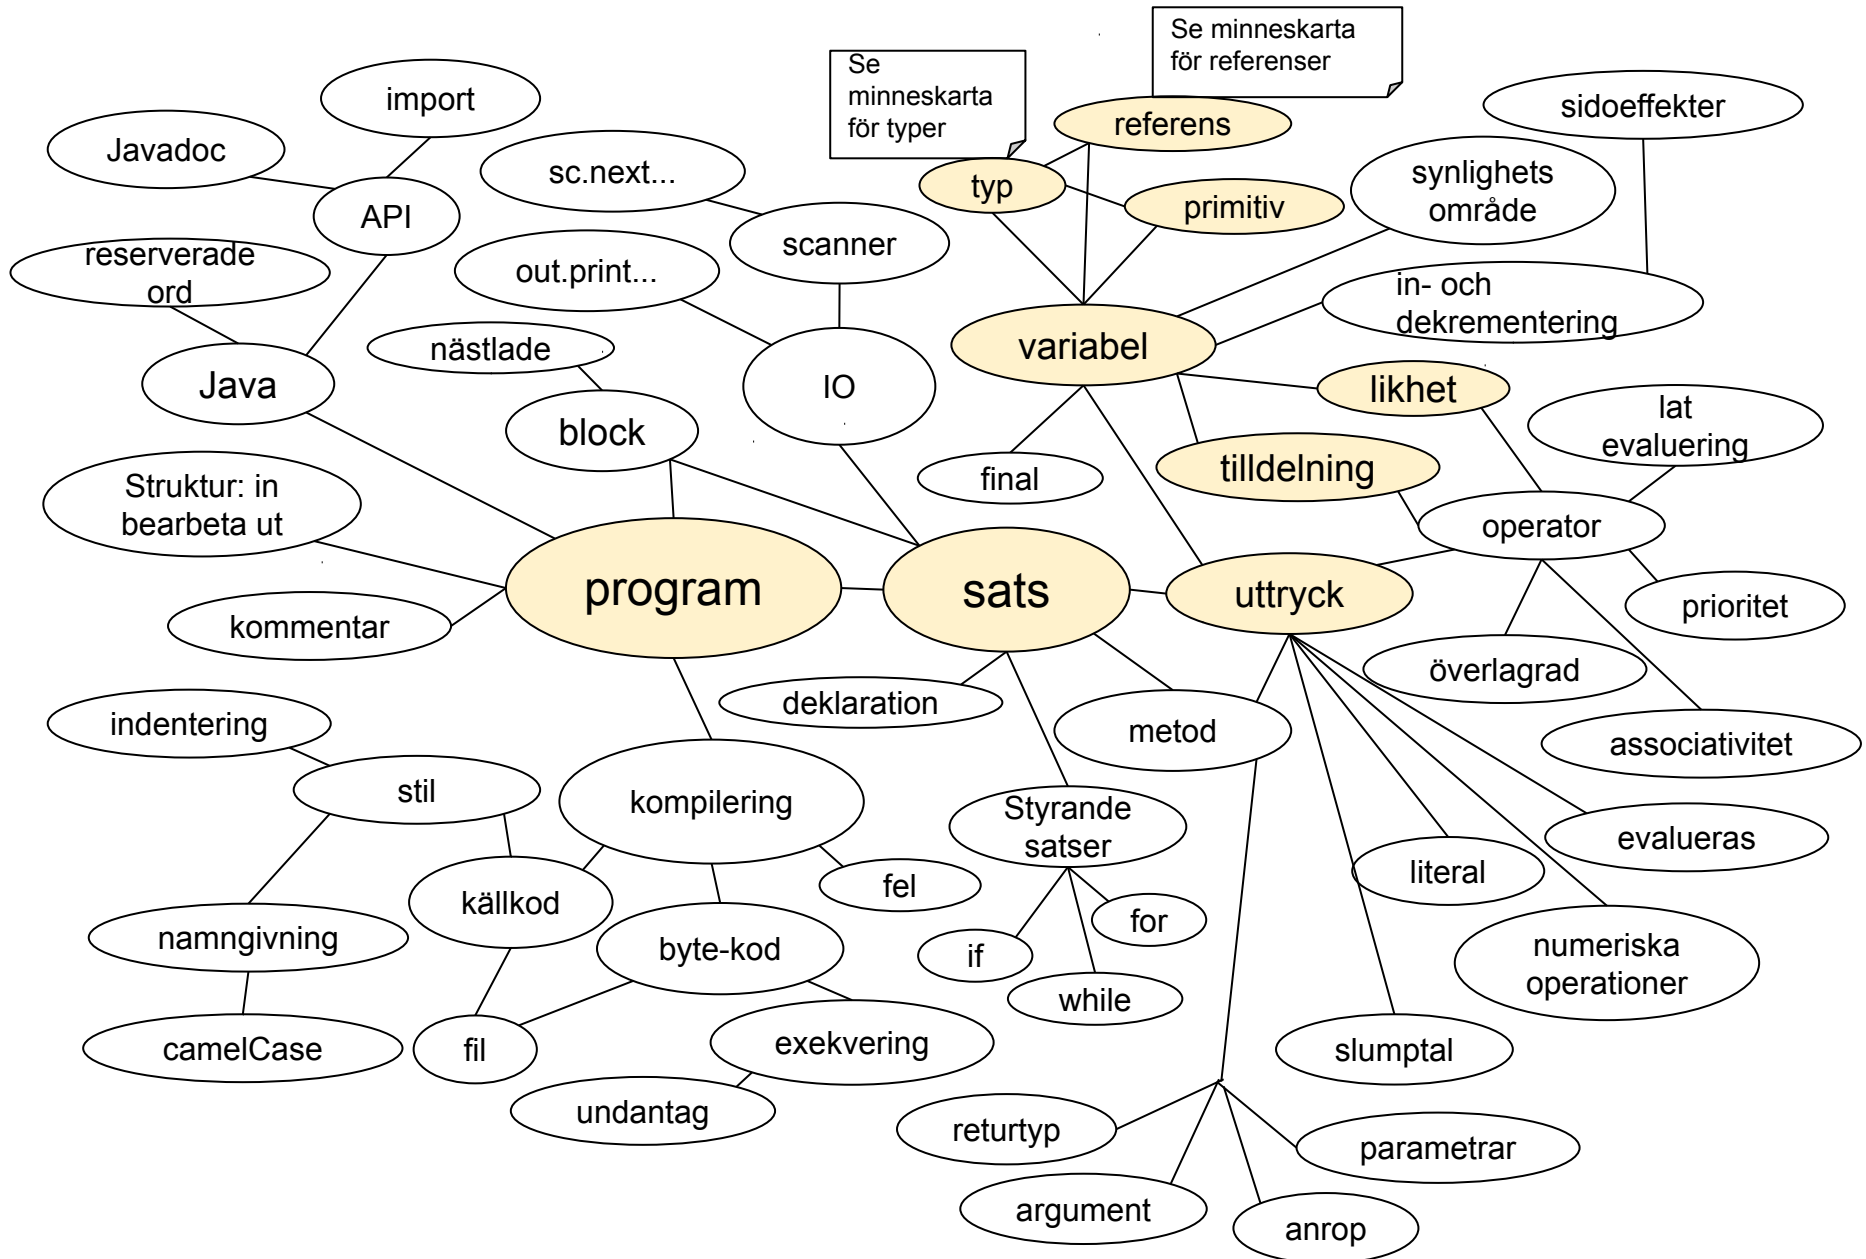 Se minneskarta
för referenser
Se
minneskarta
för typer
import
sidoeffekter
referens
Javadoc
sc.next...
typ
synlighets
område
primitiv
API
scanner
reserverade
ord
out.print...
in- och
dekrementering
nästlade
variabel
Java
IO
likhet
block
lat
evaluering
tilldelning
final
Struktur: in
bearbeta ut
operator
program
sats
uttryck
prioritet
kommentar
överlagrad
deklaration
indentering
metod
associativitet
stil
kompilering
Styrande
satser
evalueras
literal
fel
källkod
for
namngivning
byte-kod
if
numeriska
operationer
while
camelCase
fil
exekvering
slumptal
undantag
returtyp
parametrar
argument
anrop